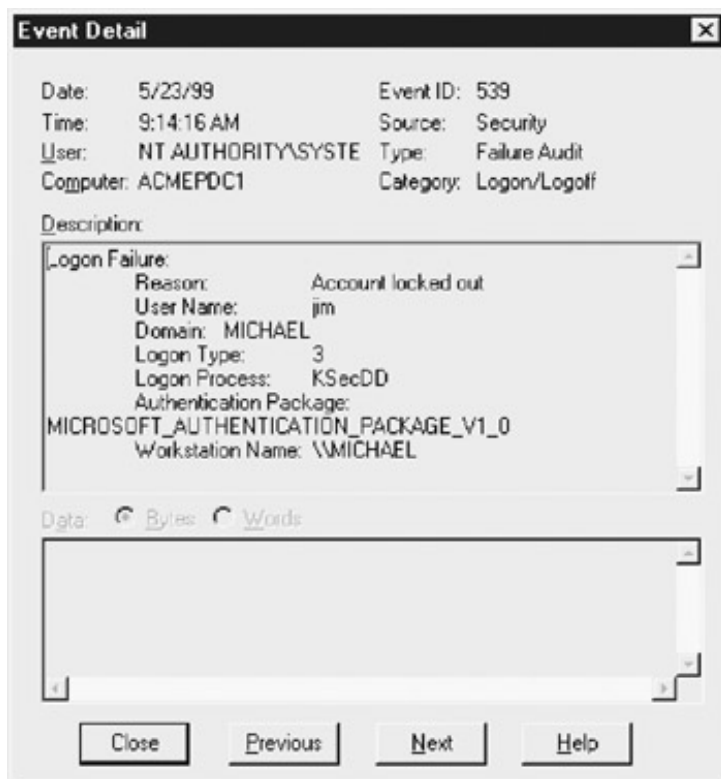 Event Detail
Date: 5/23/99 Event ID: 539
Time: 9:14:16 AM Source: Security
User: NT AUTHORITY\SYSTE Type: Failure Audit
Computer: ACMEPDC1 Category: Logon/Logoff
Description:
Logon Failure:
Reason: Account locked out
User Name: jim
Domain: MICHAEL
Logon Type: 3
Logon Process: KSecDD
Authentication Package:
MICROSOFT_AUTHENTICATION_PACKAGE_V1_0
Workstation Name: \\MICHAEL
Data: Bytes Words
Close Previous Next Help